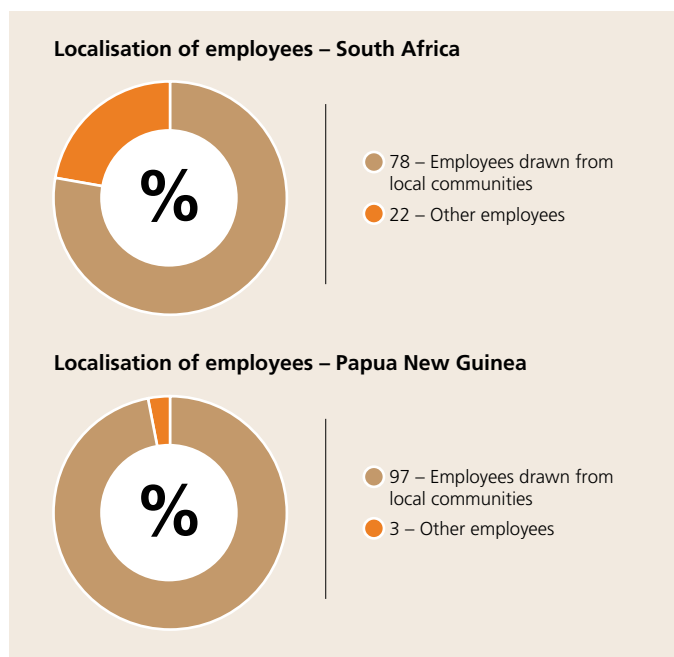 Localisation of employees – South Africa
%
78 – Employees drawn from
local communities
22 – Other employees
Localisation of employees – Papua New Guinea
%
97 – Employees drawn from
local communities
3 – Other employees